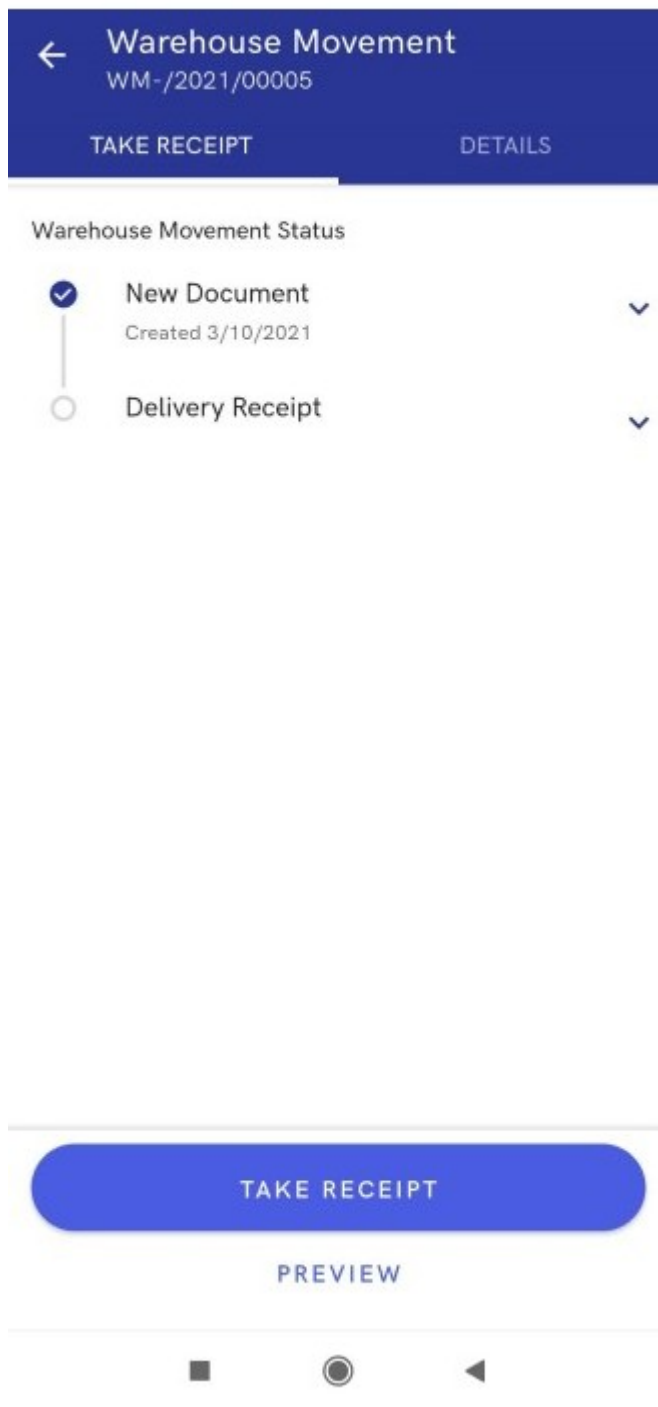 Warehouse Movement
WM-/2021/00005
TAKE RECEIPT
DETAILS
Warehouse Movement Status
New Document
Created 3/10/2021
Delivery Receipt
TAKE RECEIPT
PREVIEW